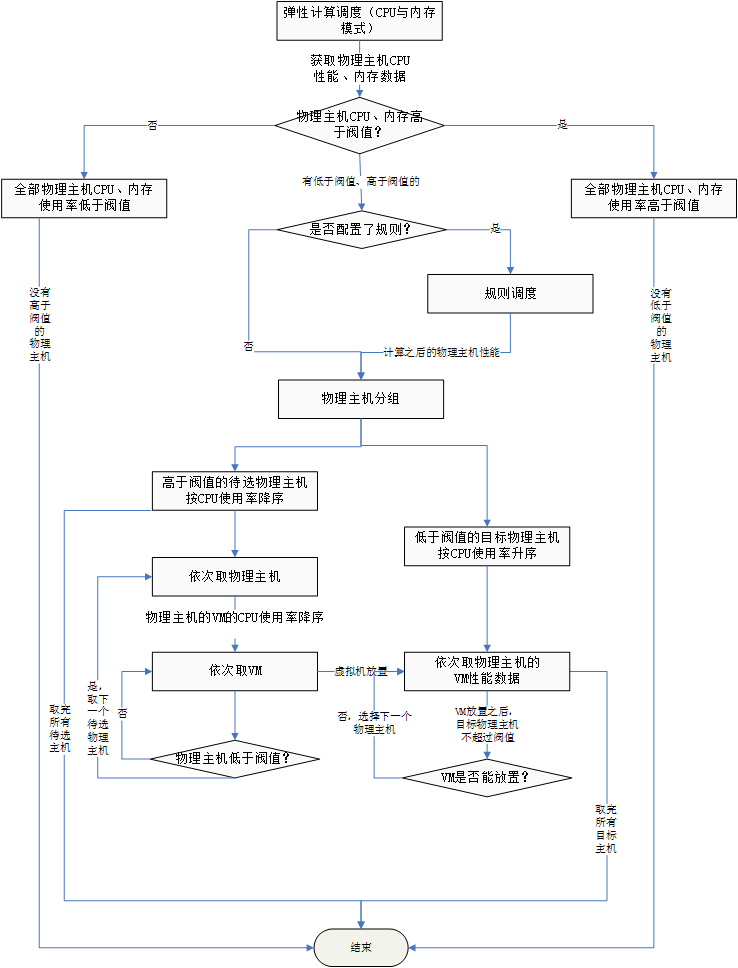 弹性计算调度（CPU与内存
模式）
获取物理主机CPU
性能、内存数据
物理主机CPU、内存高
于阀值？
否
是
全部物理主机CPU、内存
使用率低于阀值
有低于阀值、高于阀值的
全部物理主机CPU、内存
使用率高于阀值
是否配置了规则？
是
没有
高于
阀值
的
物理
主机
规则调度
没有
低于
阀值
的
物理
主机
否
计算之后的物理主机性能
物理主机分组
高于阀值的待选物理主机
按CPU使用率降序
低于阀值的目标物理主机
按CPU使用率升序
依次取物理主机
物理主机的VM的CPU使用率降序
依次取VM
虚拟机放置
依次取物理主机的
VM性能数据
是，
取下
一个
待选
物理
主机
否
取完
所有
待选
主机
否，选择下一个
物理主机
VM放置之后，
目标物理主机
不超过阀值
物理主机低于阀值？
VM是否能放置？
取完
所有
目标
主机
结束